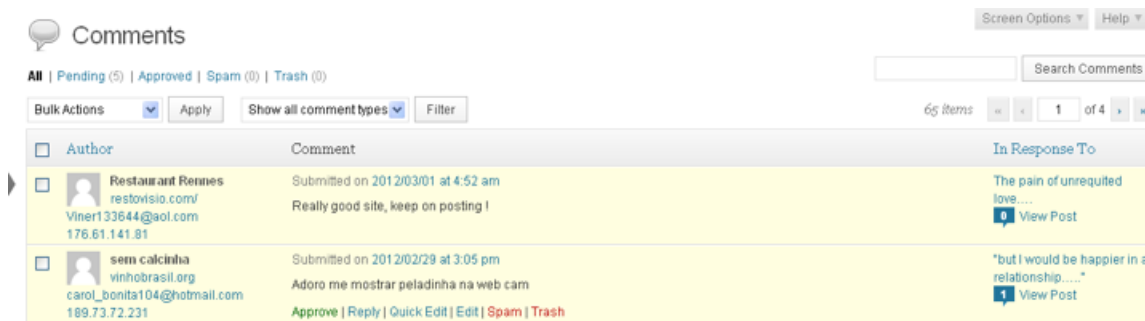 Screen Options Help
Comments
All | Pending (5) | Approved | Spam (0) | Trash (0)
Search Comments
Bulk Actions Apply Show all comment types Filter 65 items « ‹ 1 of 4 ›
Author Comment In Response To
Restaurant Rennes
restovisio.com/
Viner133644@aol.com
176.61.141.81
Submitted on 2012/03/01 at 4:52 am
Really good site, keep on posting !
The pain of unrequited
love....
0 View Post
sem calcinha
vinhobrasil.org
carol_bonita104@hotmail.com
189.73.72.231
Submitted on 2012/02/29 at 3:05 pm
Adoro me mostrar peladinha na web cam
Approve | Reply | Quick Edit | Edit | Spam | Trash
"but I would be happier in a
relationship....."
1 View Post